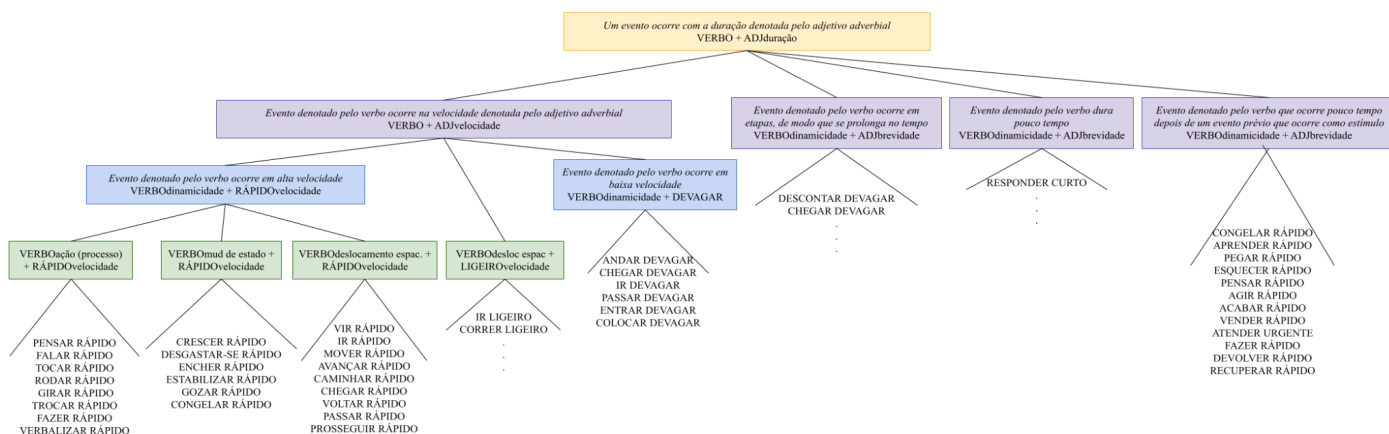 Um evento ocorre com a duração denotada pelo adjetivo adverbial
VERBO + ADJduração
Evento denotado pelo verbo ocorre na velocidade denotada pelo adjetivo adverbial
VERBO + ADJvelocidade
Evento denotado pelo verbo ocorre em
etapas, de modo que se prolonga no tempo
VERBOdinamicidade + ADJbrevidade
Evento denotado pelo verbo dura
pouco tempo
VERBOdinamicidade + ADJbrevidade
Evento denotado pelo verbo que ocorre pouco tempo
depois de um evento prévio que ocorre como estímulo
VERBOdinamicidade + ADJbrevidade
Evento denotado pelo verbo ocorre em alta velocidade
VERBOdinamicidade + RÁPIDOvelocidade
Evento denotado pelo verbo ocorre em
baixa velocidade
VERBOdinamicidade + DEVAGAR
VERBOação (processo)
+ RÁPIDOvelocidade
VERBOmud de estado +
RÁPIDOvelocidade
VERBOdeslocamento espac. +
RÁPIDOvelocidade
VERBOdesloc espac +
LIGEIROvelocidade
PENSAR RÁPIDO
FALAR RÁPIDO
TOCAR RÁPIDO
RODAR RÁPIDO
GIRAR RÁPIDO
TROCAR RÁPIDO
FAZER RÁPIDO
VERBALIZAR RÁPIDO
CRESCER RÁPIDO
DESGASTAR-SE RÁPIDO
ENCHER RÁPIDO
ESTABILIZAR RÁPIDO
GOZAR RÁPIDO
CONGELAR RÁPIDO
VIR RÁPIDO
IR RÁPIDO
MOVER RÁPIDO
AVANÇAR RÁPIDO
CAMINHAR RÁPIDO
CHEGAR RÁPIDO
VOLTAR RÁPIDO
PASSAR RÁPIDO
PROSSEGUIR RÁPIDO
IR LIGEIRO
CORRER LIGEIRO
.
.
.
ANDAR DEVAGAR
CHEGAR DEVAGAR
IR DEVAGAR
PASSAR DEVAGAR
ENTRAR DEVAGAR
COLOCAR DEVAGAR
DESCONTAR DEVAGAR
CHEGAR DEVAGAR
.
.
.
RESPONDER CURTO
.
.
.
CONGELAR RÁPIDO
APRENDER RÁPIDO
PEGAR RÁPIDO
ESQUECER RÁPIDO
PENSAR RÁPIDO
AGIR RÁPIDO
ACABAR RÁPIDO
VENDER RÁPIDO
ATENDER URGENTE
FAZER RÁPIDO
DEVOLVER RÁPIDO
RECUPERAR RÁPIDO